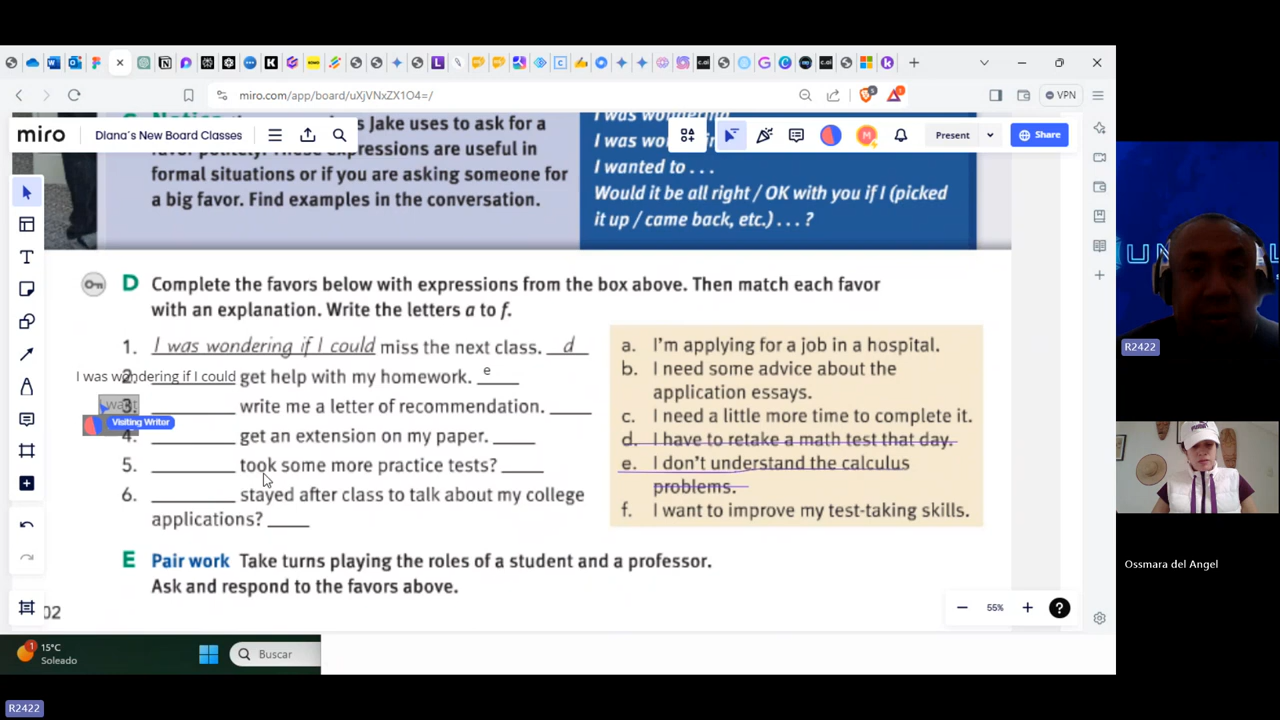 miro.com/app/board/uXjVNxZX1O4=/
VPN
miro
DIana's New Board Classes
M
Present
Share
Jake uses to ask for a
formal situations or if you are asking someone for
a big favor. Find examples in the conversation.
I was wondering
I was
I wanted to . . .
Would it be all right / OK with you if I (picked
it up / came back, etc.) . . . ?
D Complete the favors below with expressions from the box above. Then match each favor
with an explanation. Write the letters a to f.
1. I was wondering if I could miss the next class. d
2. I was wondering if I could get help with my homework. e
3. I want write me a letter of recommendation.
Visiting Writer
4. get an extension on my paper.
5. took some more practice tests?
6. stayed after class to talk about my college
applications?
a. I'm applying for a job in a hospital.
b. I need some advice about the
application essays.
c. I need a little more time to complete it.
d. I have to retake a math test that day.
e. I don't understand the calculus
problems.
f. I want to improve my test-taking skills.
E Pair work Take turns playing the roles of a student and a professor.
Ask and respond to the favors above.
02
55%
15°C
Soleado
Buscar
R2422
Ossmara del Angel
R2422